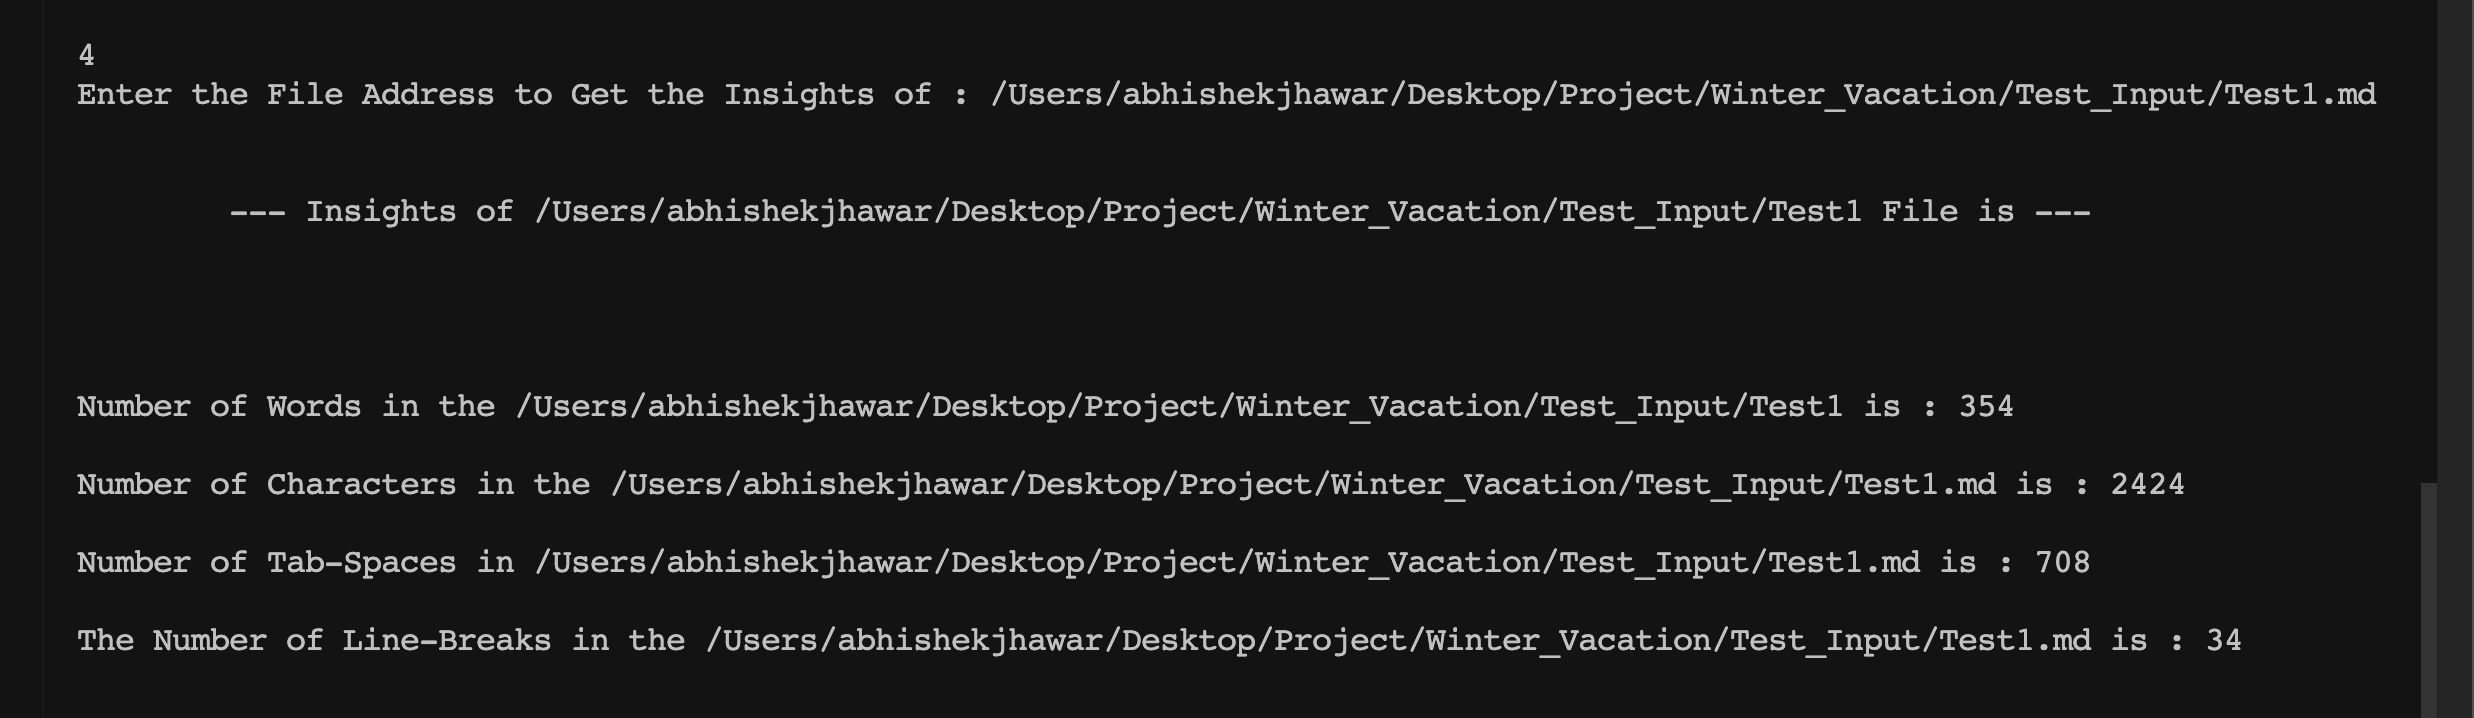 4
Enter the File Address to Get the Insights of : /Users/abhishekjhawar/Desktop/Project/Winter_Vacation/Test_Input/Test1.md
--- Insights of /Users/abhishekjhawar/Desktop/Project/Winter_Vacation/Test_Input/Test1 File is ---
Number of Words in the /Users/abhishekjhawar/Desktop/Project/Winter_Vacation/Test_Input/Test1 is : 354
Number of Characters in the /Users/abhishekjhawar/Desktop/Project/Winter_Vacation/Test_Input/Test1.md is : 2424
Number of Tab-Spaces in /Users/abhishekjhawar/Desktop/Project/Winter_Vacation/Test_Input/Test1.md is : 708
The Number of Line-Breaks in the /Users/abhishekjhawar/Desktop/Project/Winter_Vacation/Test_Input/Test1.md is : 34